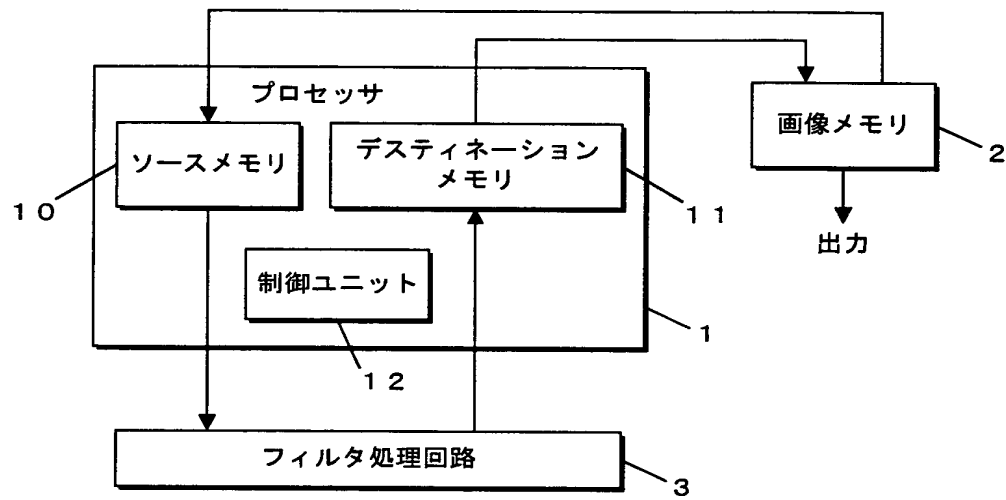 プロセッサ
ソースメモリ
デスティネーション
メモリ
画像メモリ
2
10
11
出力
制御ユニット
1
12
フィルタ処理回路
3